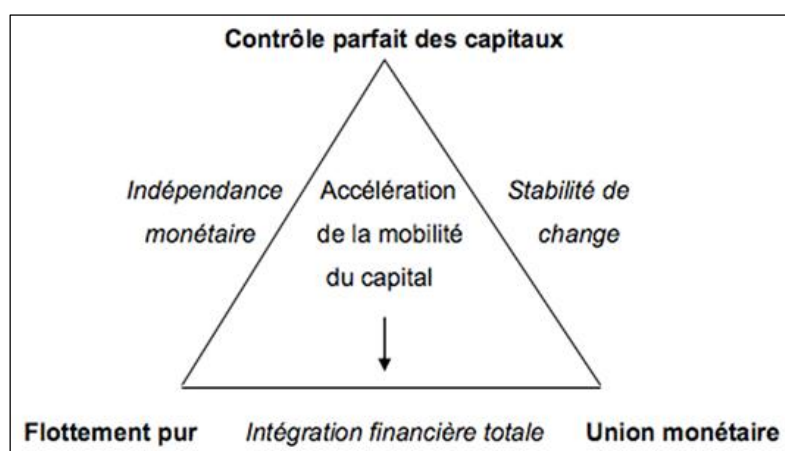 Contrôle parfait des capitaux
Indépendance
monétaire
Accélération
de la mobilité
du capital
Stabilité de
change
Flottement pur
Intégration financière totale
Union monétaire